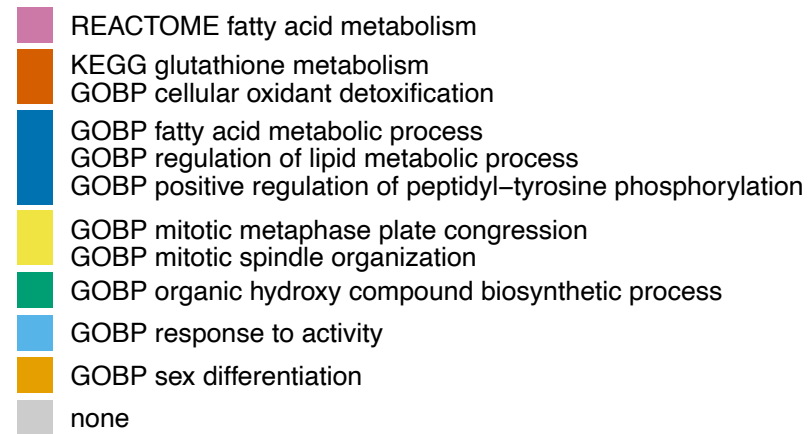 REACTOME fatty acid metabolism
KEGG glutathione metabolism
GOBP cellular oxidant detoxification
GOBP fatty acid metabolic process
GOBP regulation of lipid metabolic process
GOBP positive regulation of peptidyl−tyrosine phosphorylation
GOBP mitotic metaphase plate congression
GOBP mitotic spindle organization
GOBP organic hydroxy compound biosynthetic process
GOBP response to activity
GOBP sex differentiation
none